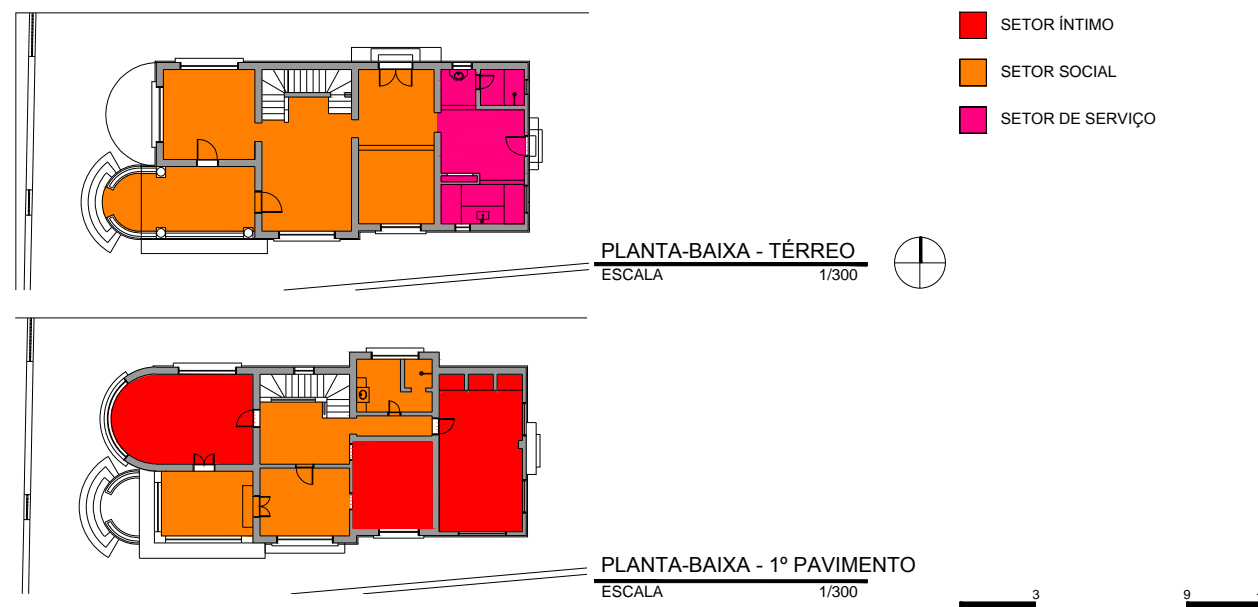 SETOR ÍNTIMO
SETOR SOCIAL
SETOR DE SERVIÇO
PLANTA-BAIXA - TÉRREO
ESCALA 1/300
PLANTA-BAIXA - 1º PAVIMENTO
ESCALA 1/300
3 9